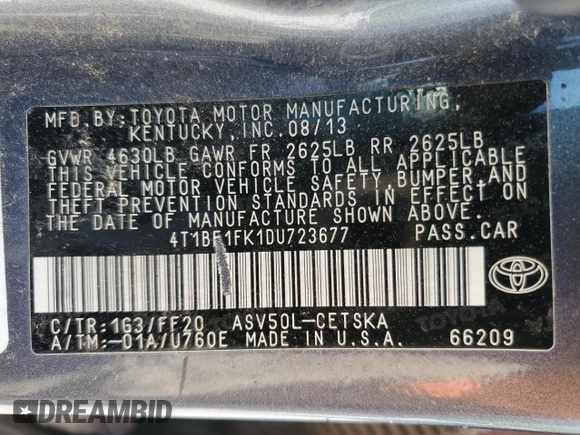 MFD BY:TOYOTA MOTOR MANUFACTURING,
KENTUCKY,INC. 08/13
GVWR 4630LB GAWR FR 2625LB RR 2625LB
THIS VEHICLE CONFORMS TO ALL APPLICABLE
FEDERAL MOTOR VEHICLE SAFETY,BUMPER,AND
THEFT PREVENTION STANDARDS IN EFFECT ON
THE DATE OF MANUFACTURE SHOWN ABOVE.
4T1BF1FK1DU723677 PASS.CAR
C/TR:1G3/FF20 ASV50L-CETSKA
A/TM:-01A/U760E MADE IN U.S.A. 66209
TOYOTA
DREAMBID